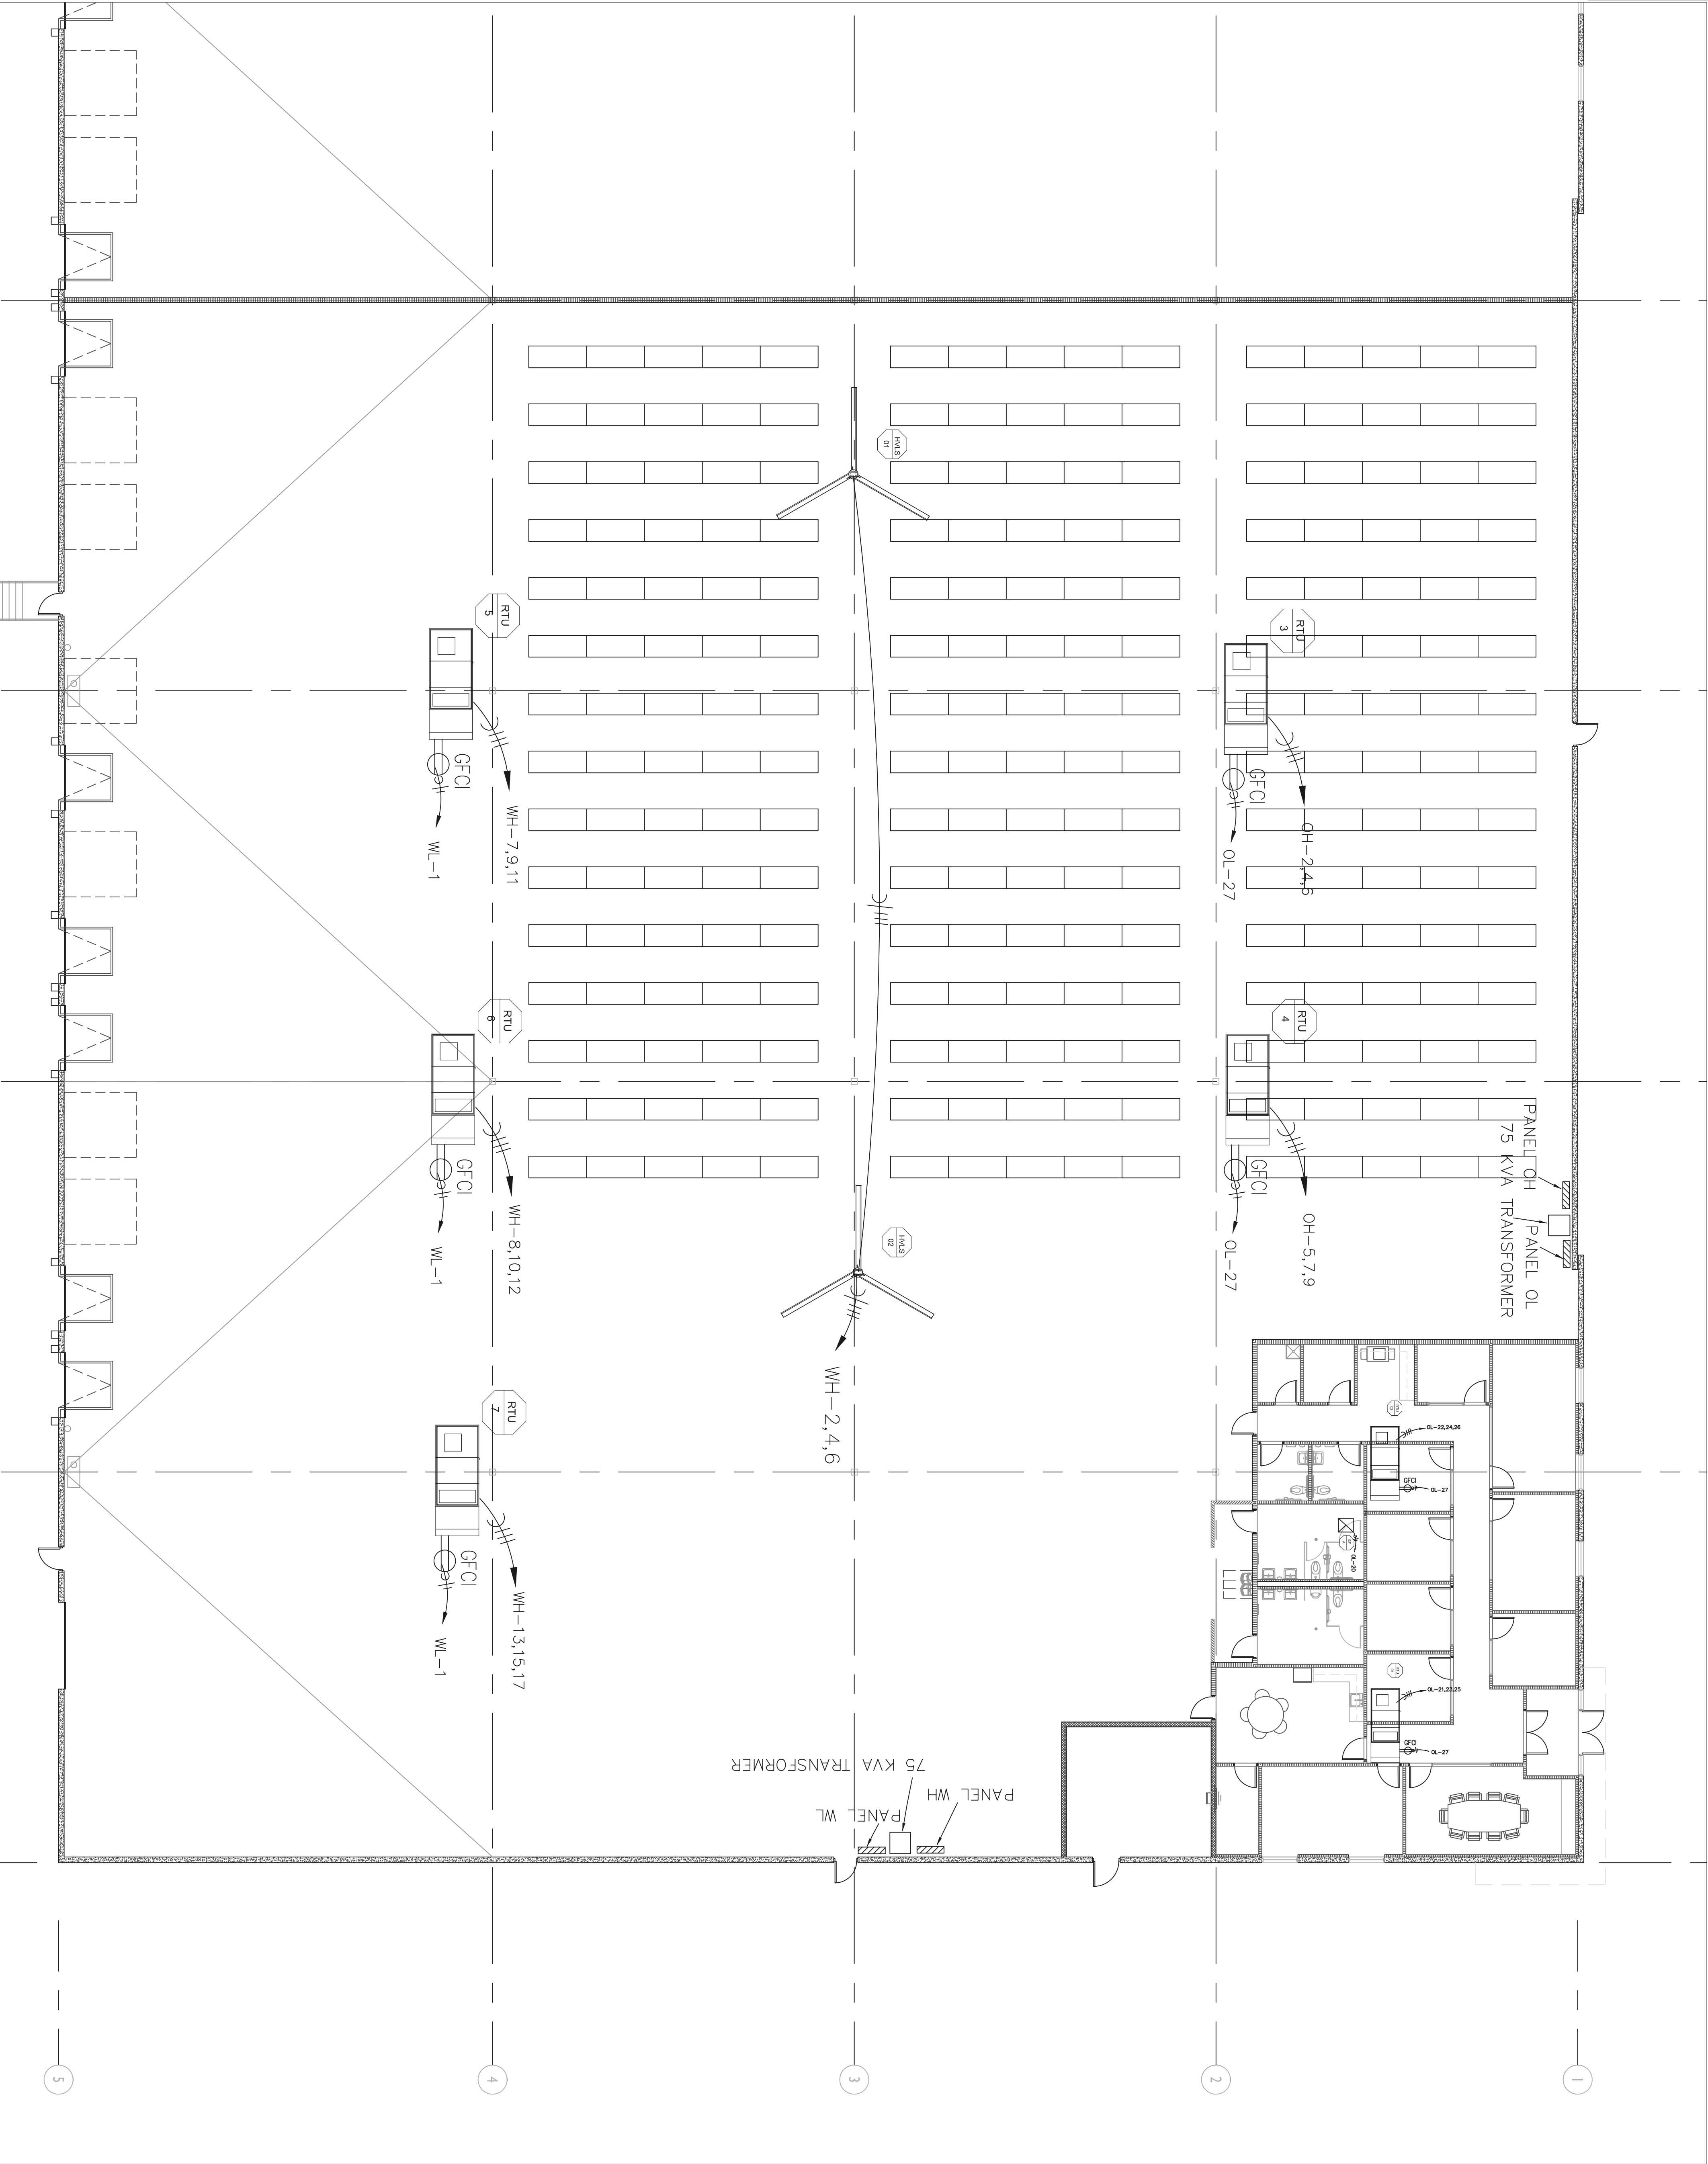 HVLS
01
RTU
5
RTU
3
GFCI
WH-7,9,11
WL-1
GFCI
OH-2,4,6
OL-27
RTU
6
RTU
4
GFCI
WH-8,10,12
WL-1
GFCI
OH-5,7,9
OL-27
PANEL OH
75 KVA TRANSFORMER
PANEL OL
HVLS
02
WH-2,4,6
RTU
7
GFCI
WH-13,15,17
WL-1
OL-22,24,26
GFCI
OL-27
OL-20
OL-21,23,25
GFCI
OL-27
75 KVA TRANSFORMER
PANEL WL
PANEL WH
5
4
3
2
1